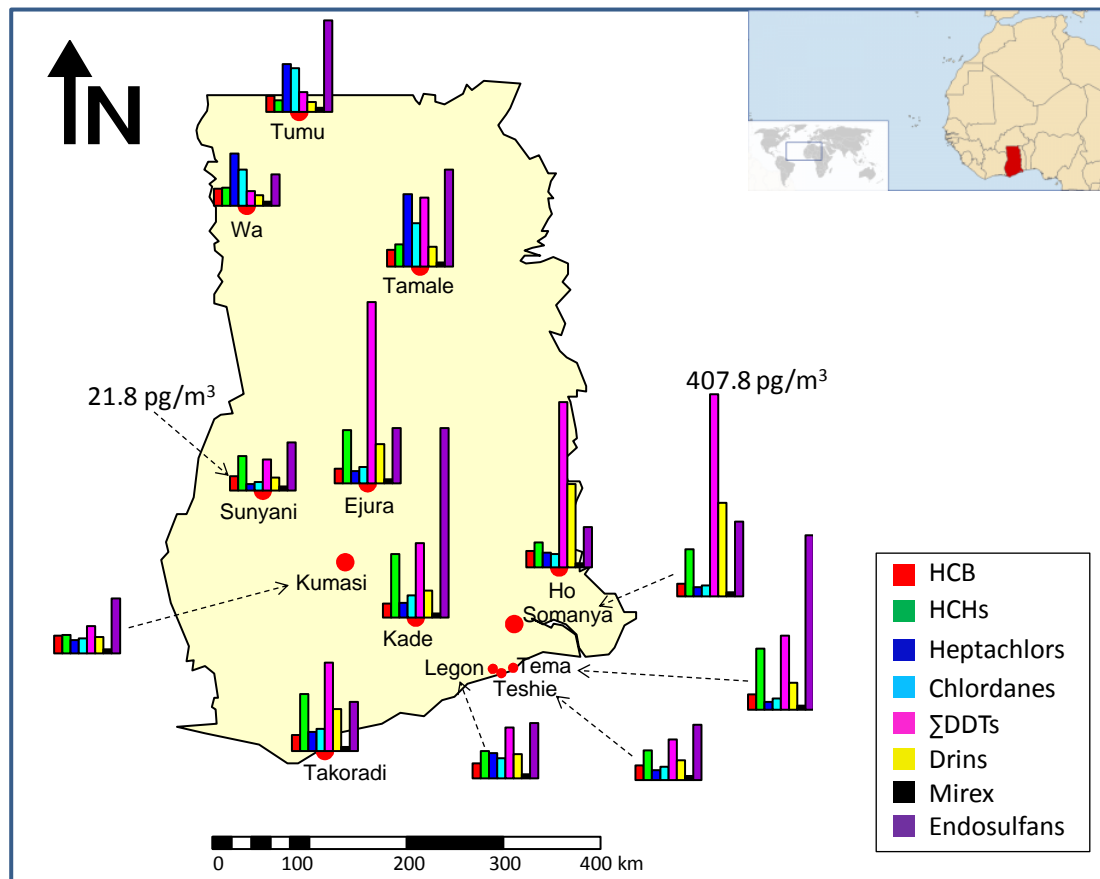 N
Tumu
Wa
Tamale
21.8 pg/m³
407.8 pg/m³
Sunyani
Ejura
Kumasi
Ho
Somanya
Kade
Legon
Tema
Teshie
Takoradi
HCB
HCHs
Heptachlors
Chlordanes
∑DDTs
Drins
Mirex
Endosulfans
0 100 200 300 400 km